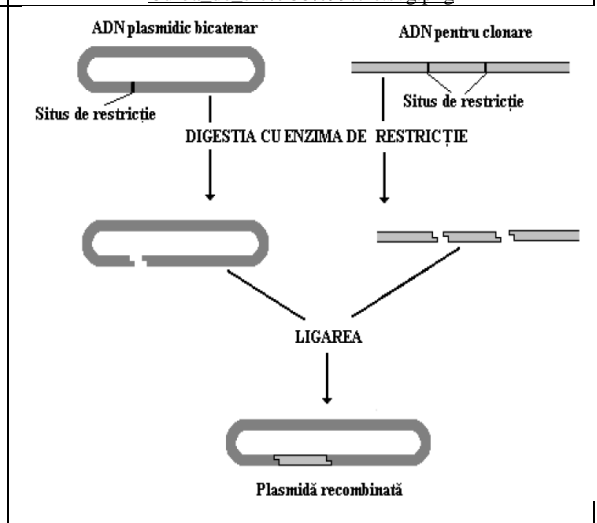 ADN plasmidic bicatenar
ADN pentru clonare
Situs de restricție
Situs de restricție
DIGESTIA CU ENZIMA DE RESTRICȚIE
LIGAREA
Plasmidă recombinată